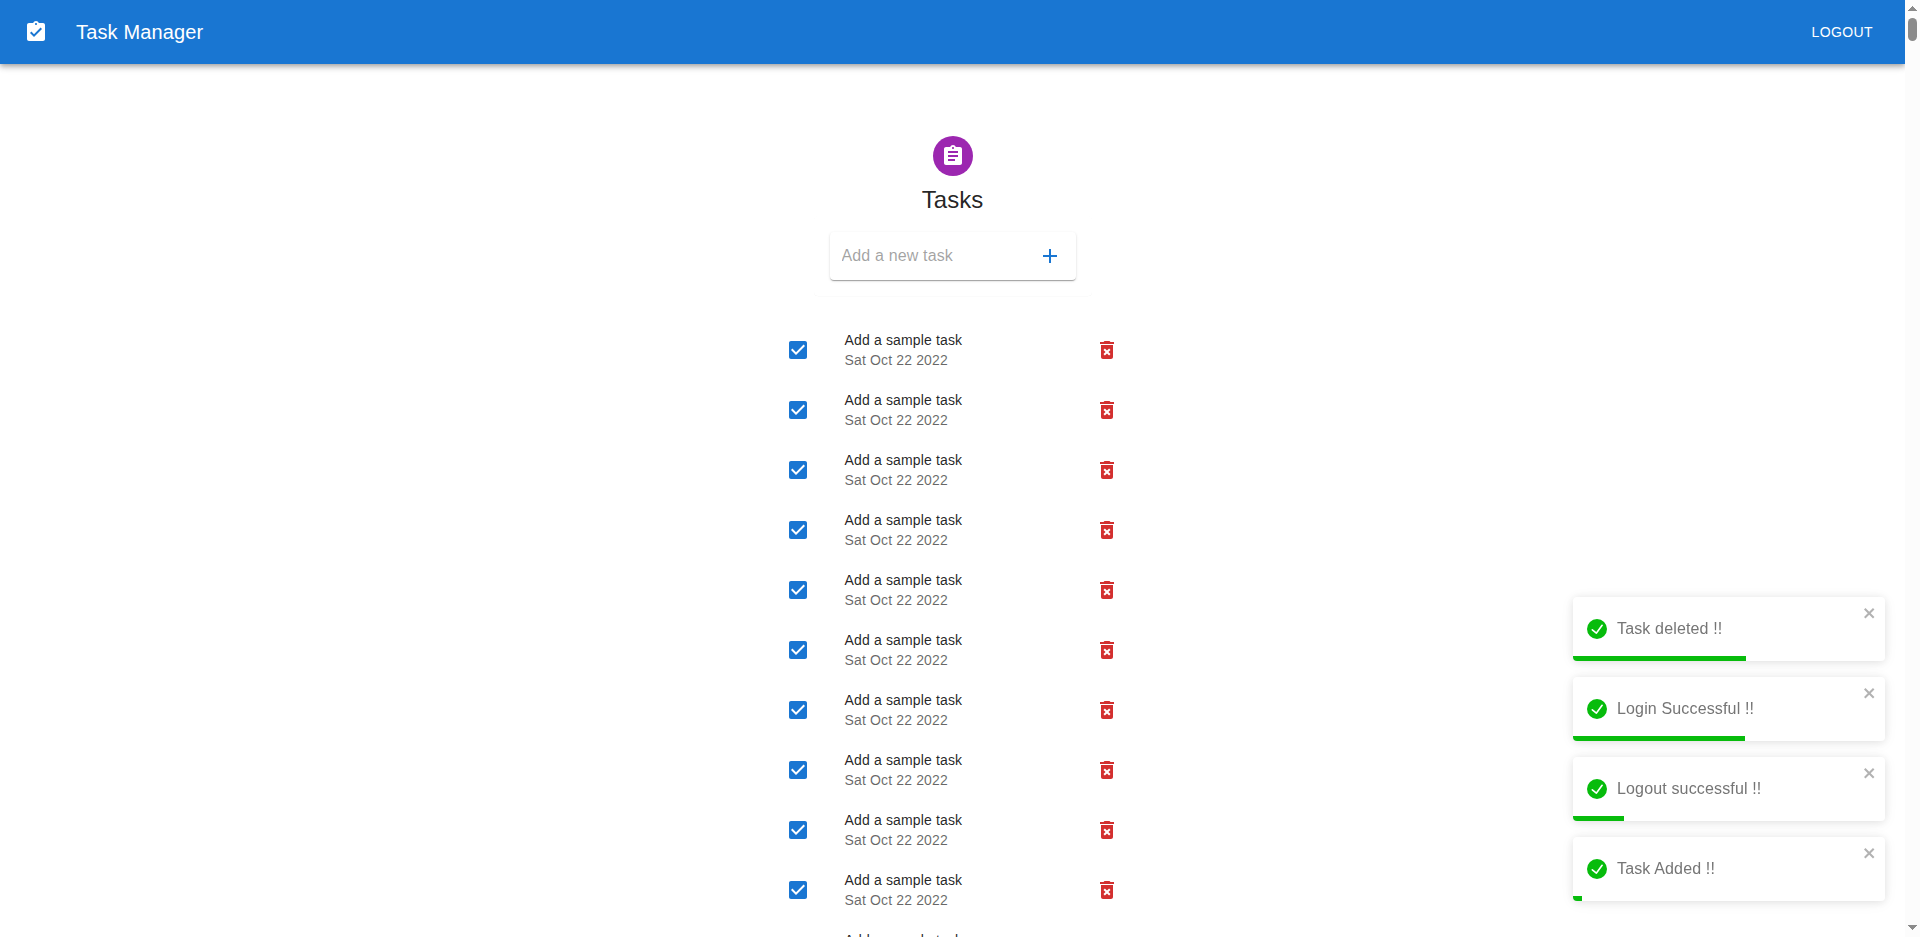 Task Manager
LOGOUT
Tasks
Add a new task
Add a sample task
Sat Oct 22 2022
Add a sample task
Sat Oct 22 2022
Add a sample task
Sat Oct 22 2022
Add a sample task
Sat Oct 22 2022
Add a sample task
Sat Oct 22 2022
Add a sample task
Sat Oct 22 2022
Add a sample task
Sat Oct 22 2022
Add a sample task
Sat Oct 22 2022
Add a sample task
Sat Oct 22 2022
Add a sample task
Sat Oct 22 2022
Task deleted !!
Login Successful !!
Logout successful !!
Task Added !!